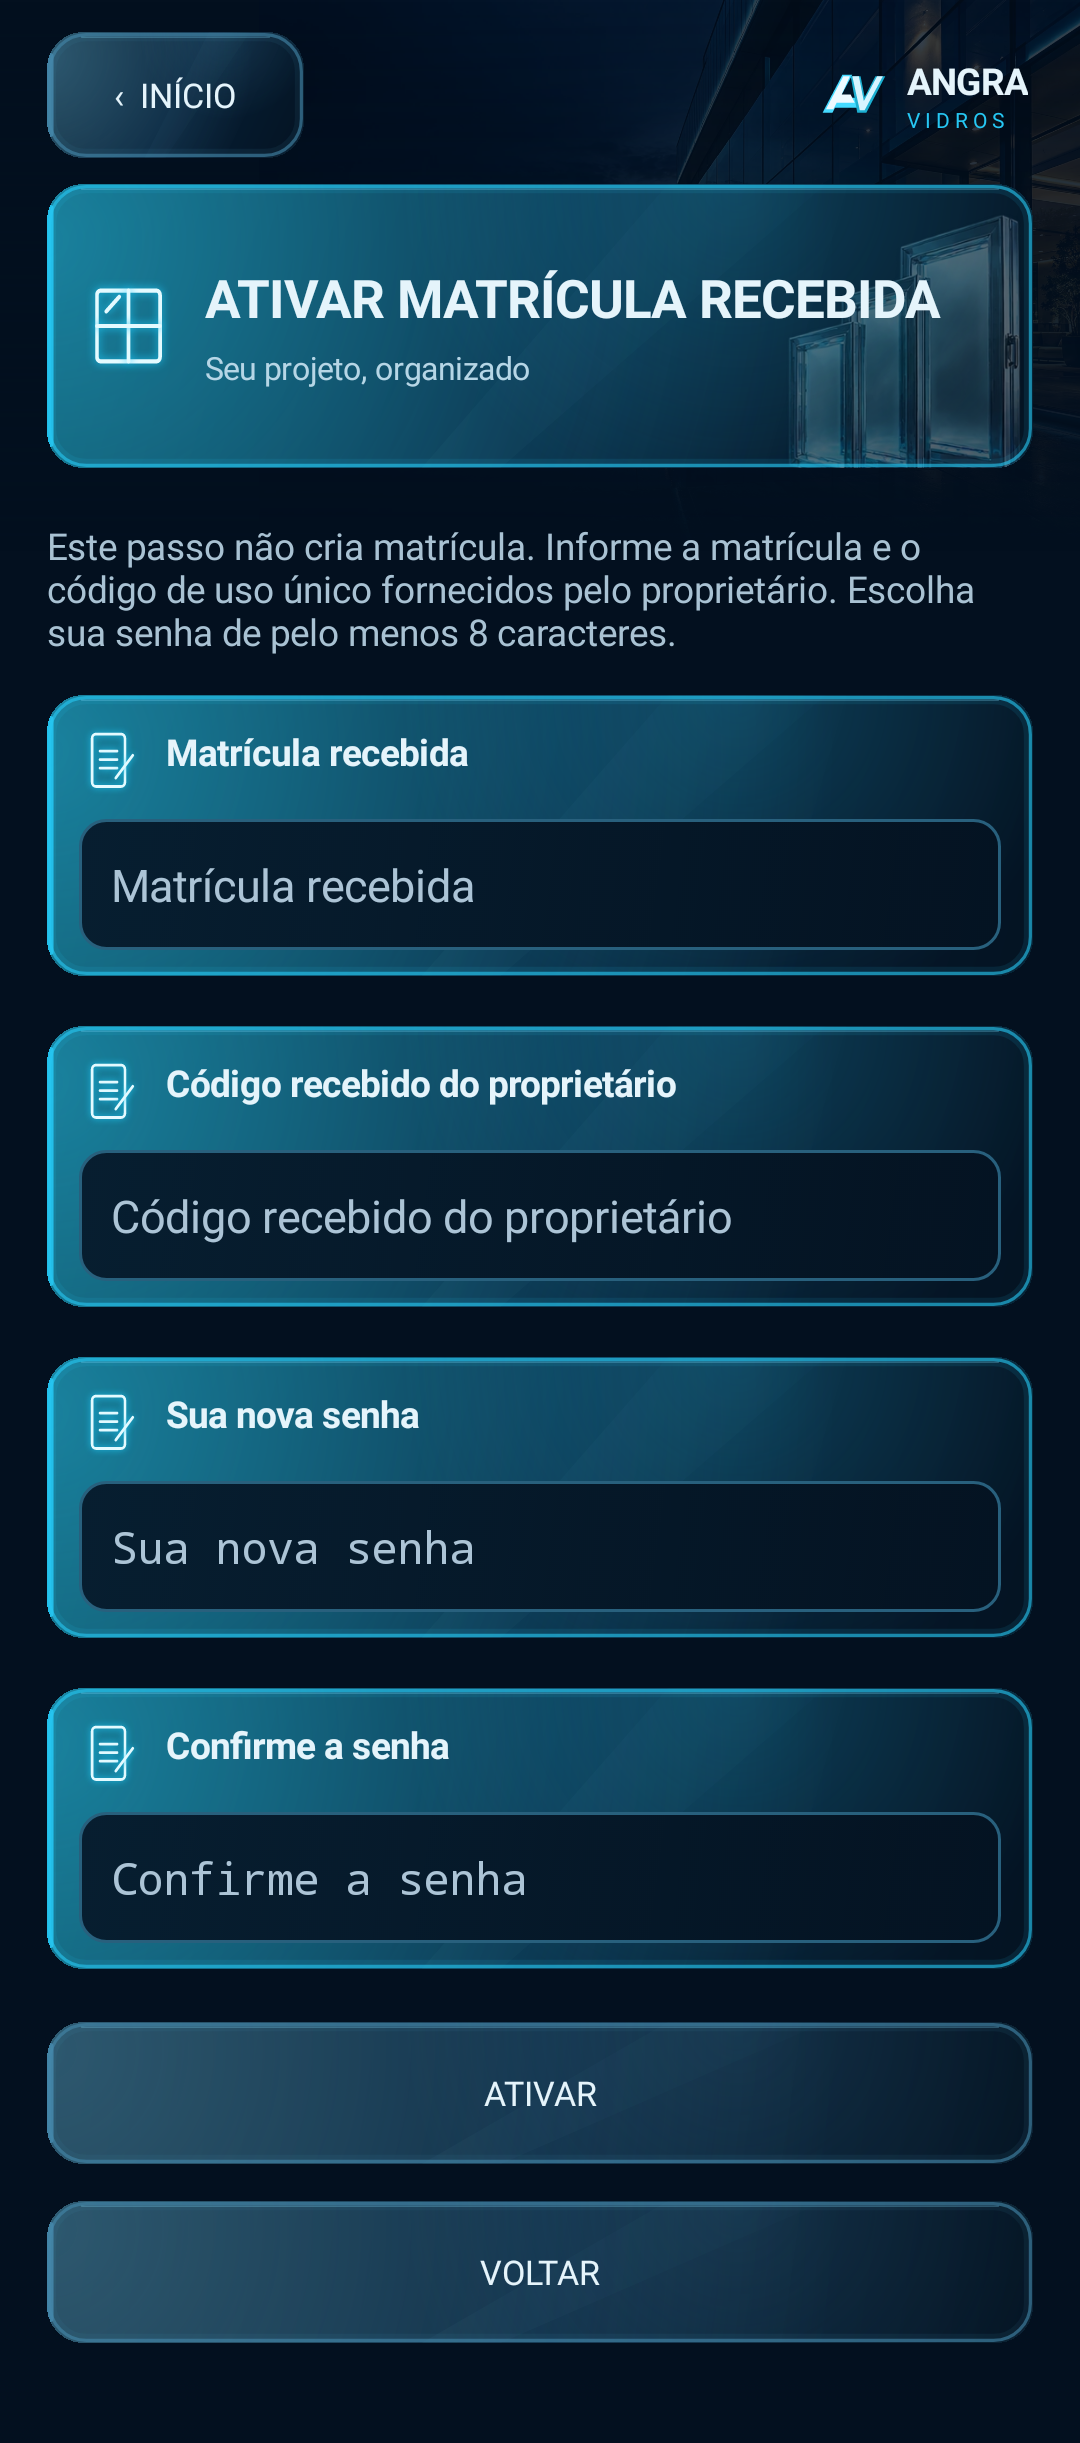 ‹ INÍCIO
ANGRA
VIDROS
ATIVAR MATRÍCULA RECEBIDA
Seu projeto, organizado
Este passo não cria matrícula. Informe a matrícula e o
código de uso único fornecidos pelo proprietário. Escolha
sua senha de pelo menos 8 caracteres.
Matrícula recebida
Matrícula recebida
Código recebido do proprietário
Código recebido do proprietário
Sua nova senha
Sua nova senha
Confirme a senha
Confirme a senha
ATIVAR
VOLTAR